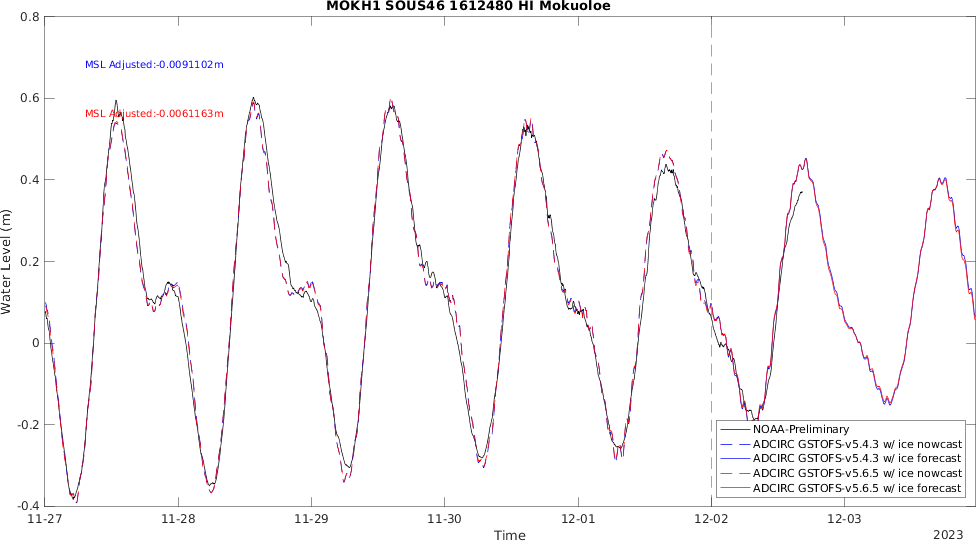 MOKH1 SOUS46 1612480 HI Mokuoloe
0.8
MSL Adjusted:-0.0091102m
0.6
MSL Adjusted:-0.0061163m
0.4
0.2
Water Level (m)
0
-0.2
-0.4
NOAA-Preliminary
ADCIRC GSTOFS-v5.4.3 w/ ice nowcast
ADCIRC GSTOFS-v5.4.3 w/ ice forecast
ADCIRC GSTOFS-v5.6.5 w/ ice nowcast
ADCIRC GSTOFS-v5.6.5 w/ ice forecast
11-27 11-28 11-29 11-30 12-01 12-02 12-03
Time
2023